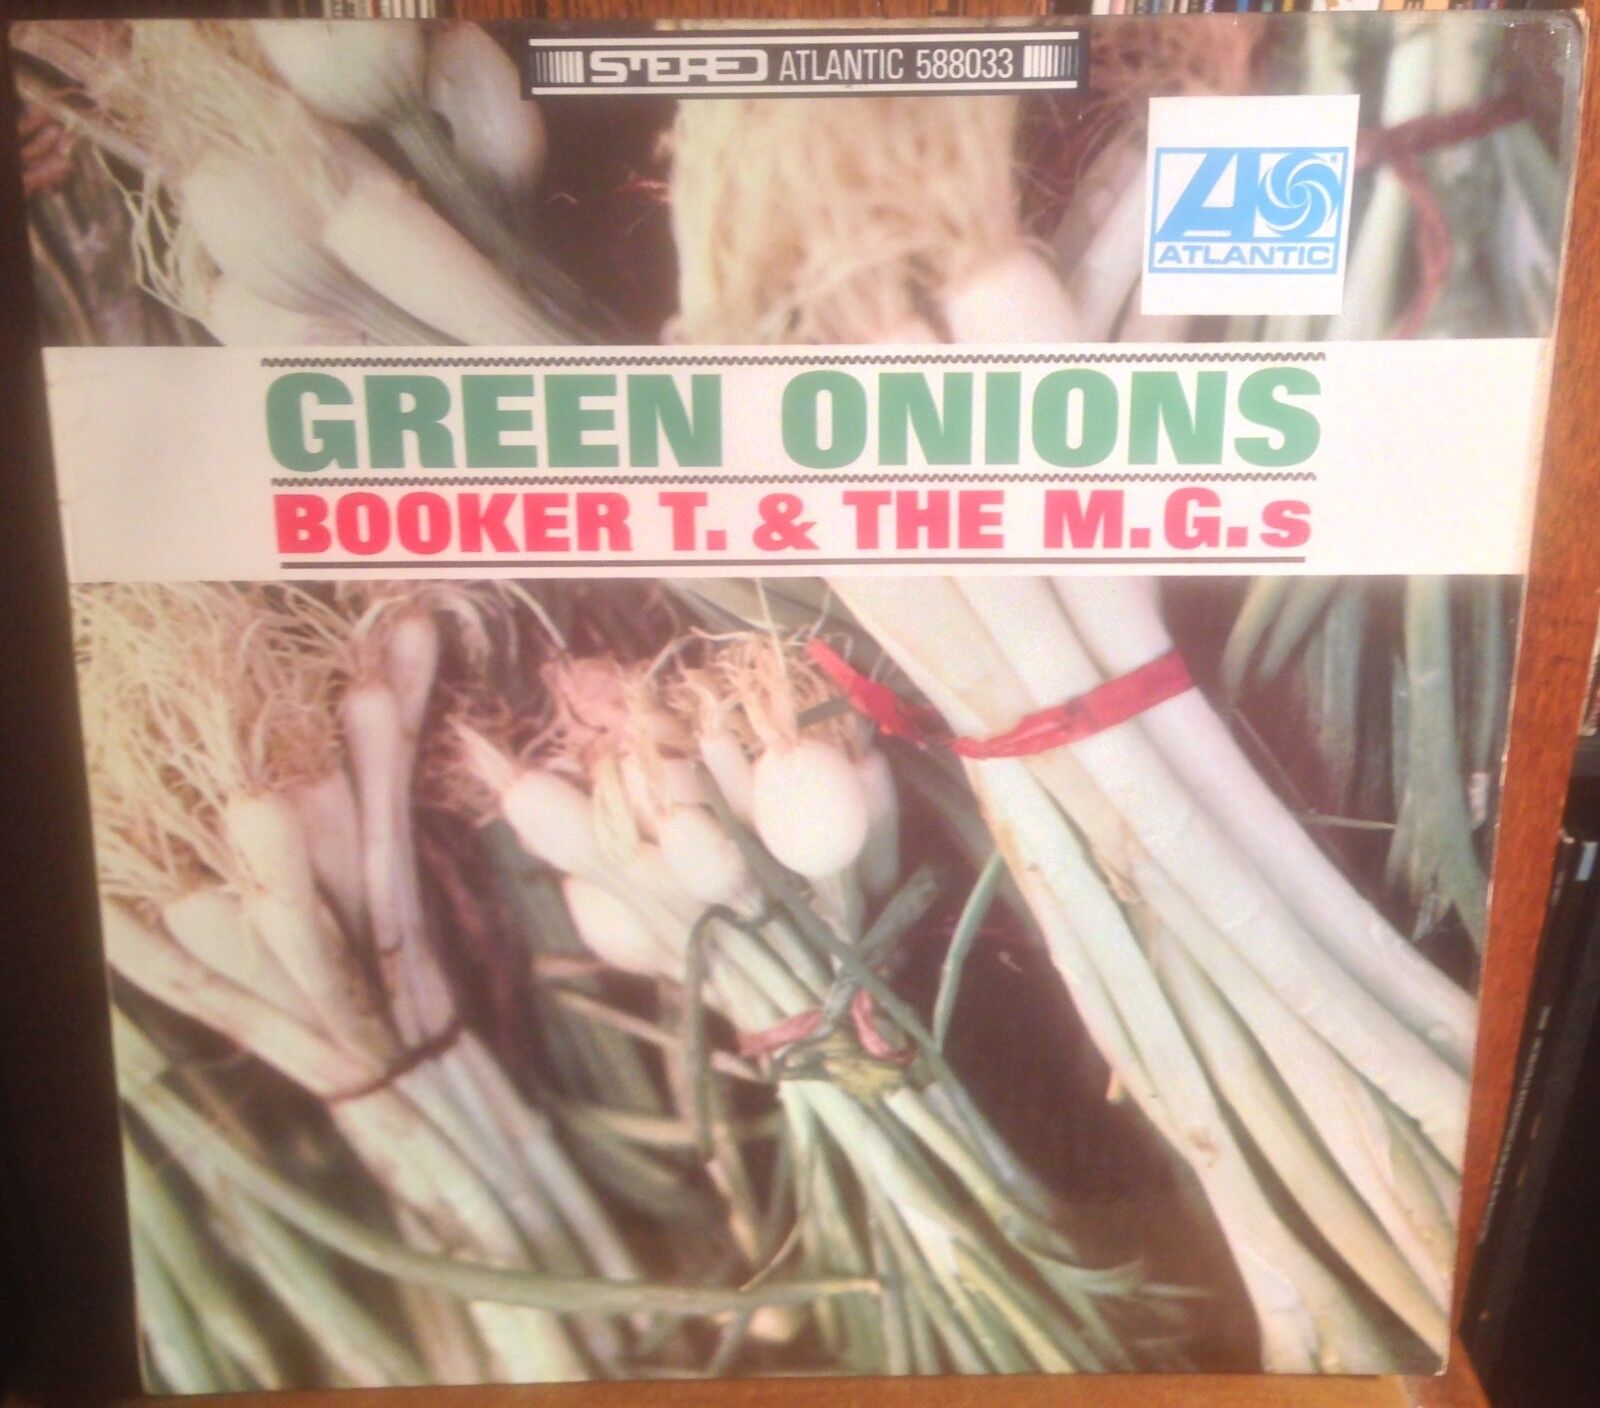 STEREO ATLANTIC 588033
ATLANTIC
GREEN ONIONS
BOOKER T. & THE M.G.s